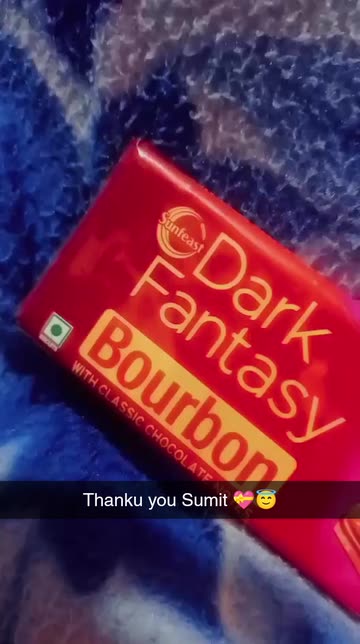 Sunfeast
Dark
Fantasy
Bourbon
WITH CLASSIC CHOCOLATE
Thanku you Sumit 💝😇